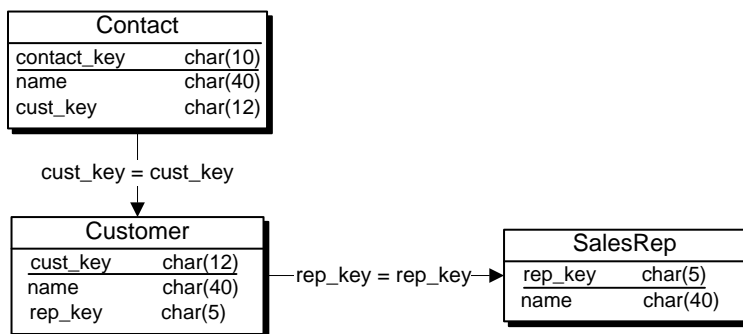 Contact
contact_key char(10)
name char(40)
cust_key char(12)
cust_key = cust_key
Customer
cust_key char(12)
name char(40)
rep_key char(5)
rep_key = rep_key
SalesRep
rep_key char(5)
name char(40)